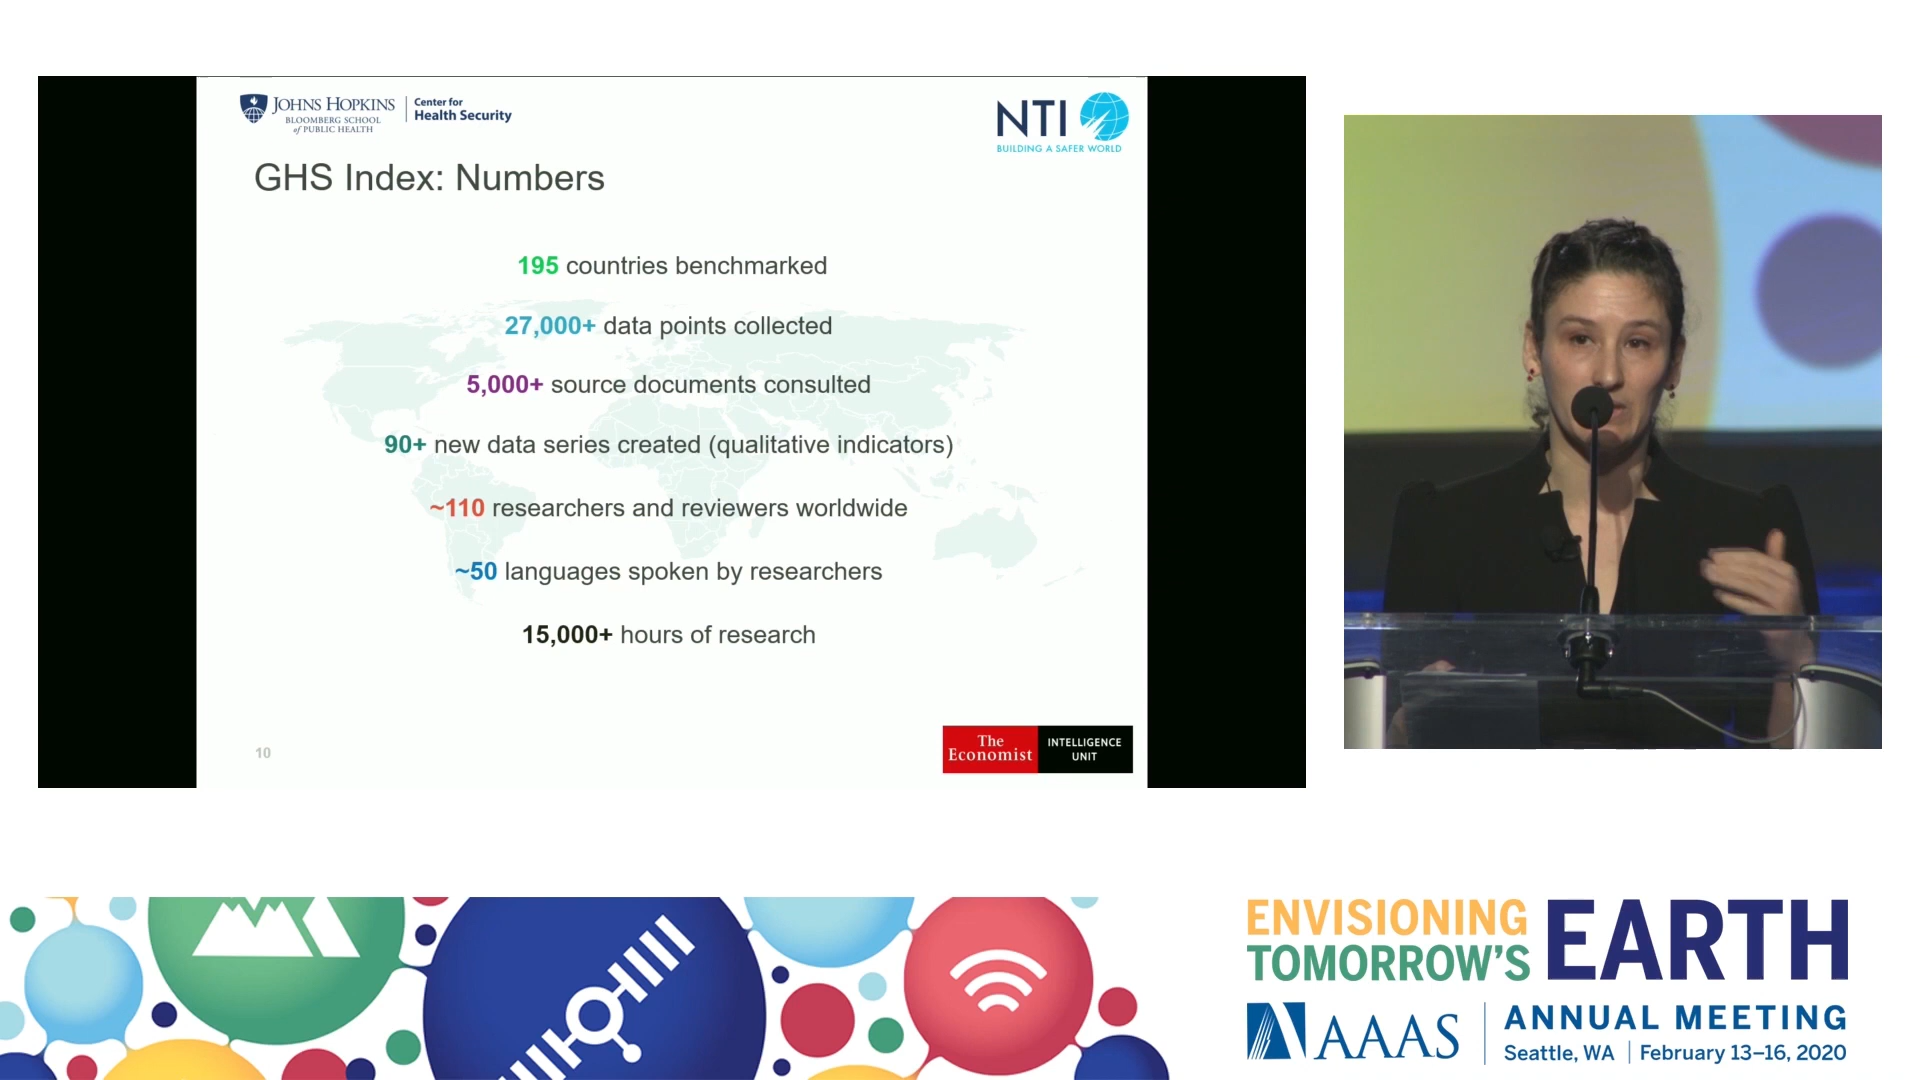 JOHNS HOPKINS
BLOOMBERG SCHOOL
of PUBLIC HEALTH
Center for
Health Security
NTI
BUILDING A SAFER WORLD
GHS Index: Numbers
195 countries benchmarked
27,000+ data points collected
5,000+ source documents consulted
90+ new data series created (qualitative indicators)
~110 researchers and reviewers worldwide
~50 languages spoken by researchers
15,000+ hours of research
10
The
Economist
INTELLIGENCE
UNIT
ENVISIONING
TOMORROW'S
EARTH
AAAS
ANNUAL MEETING
Seattle, WA | February 13–16, 2020